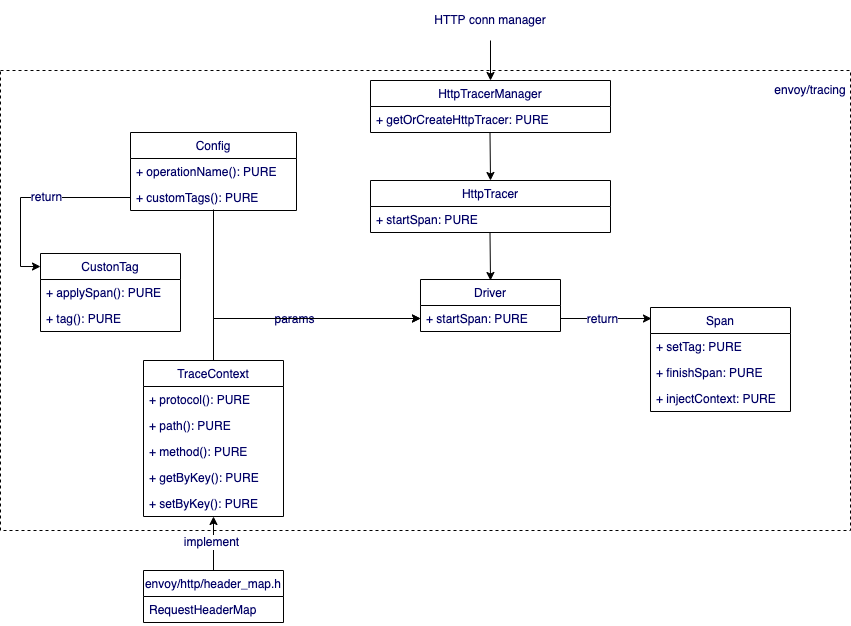 HTTP conn manager
envoy/tracing
HttpTracerManager
+ getOrCreateHttpTracer: PURE
Config
+ operationName(): PURE
+ customTags(): PURE
return
HttpTracer
+ startSpan: PURE
CustonTag
+ applySpan(): PURE
+ tag(): PURE
params
Driver
+ startSpan: PURE
return
Span
+ setTag: PURE
+ finishSpan: PURE
+ injectContext: PURE
TraceContext
+ protocol(): PURE
+ path(): PURE
+ method(): PURE
+ getByKey(): PURE
+ setByKey(): PURE
implement
envoy/http/header_map.h
RequestHeaderMap